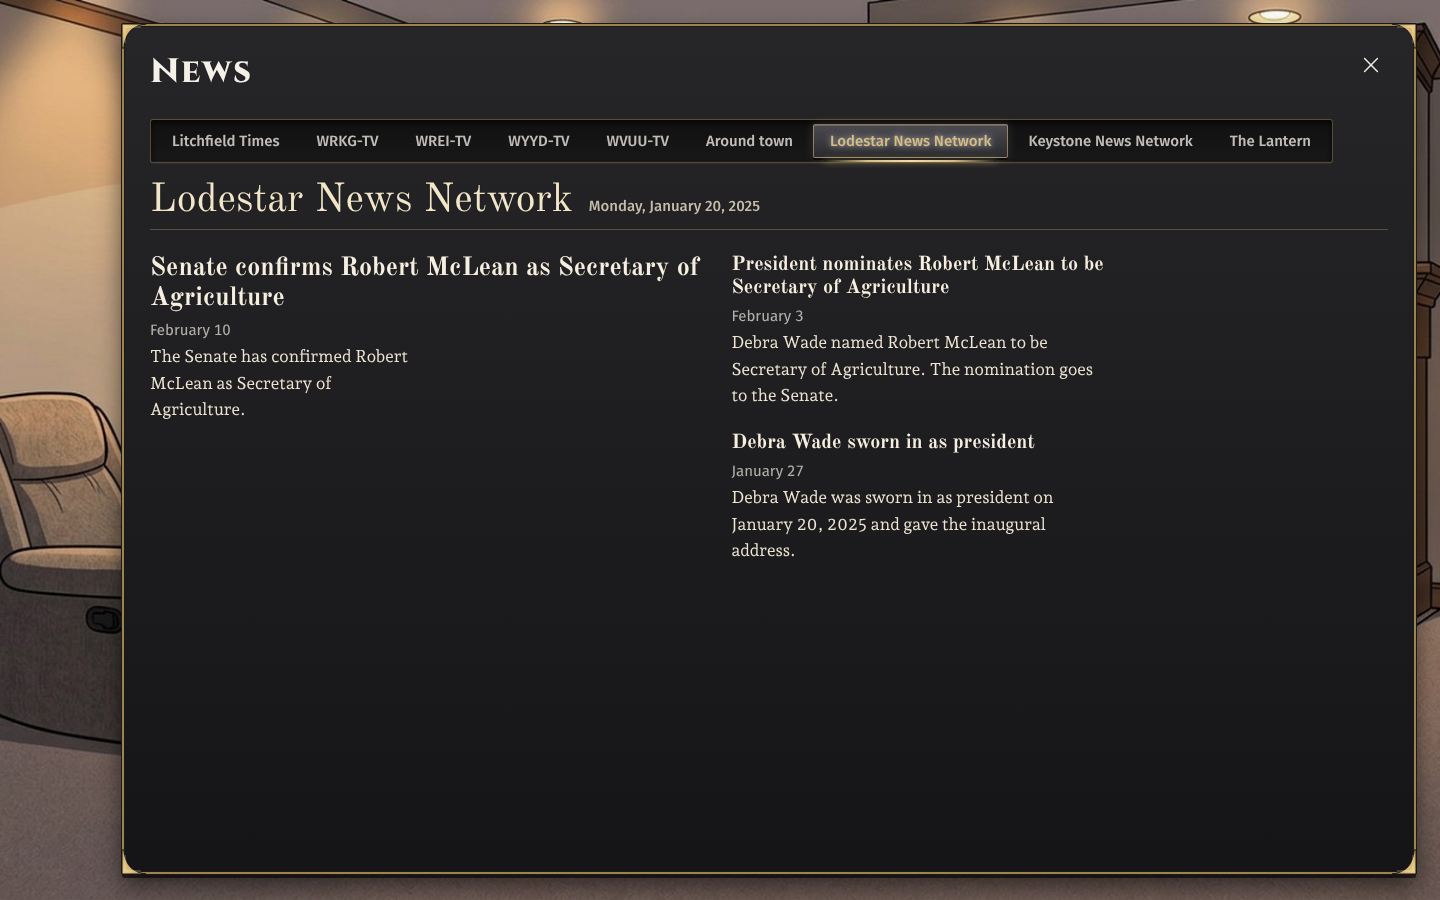 News
Litchfield Times
WRKG-TV
WREI-TV
WYYD-TV
WVUU-TV
Around town
Lodestar News Network
Keystone News Network
The Lantern
Lodestar News Network
Monday, January 20, 2025
Senate confirms Robert McLean as Secretary of
Agriculture
February 10
The Senate has confirmed Robert
McLean as Secretary of
Agriculture.
President nominates Robert McLean to be
Secretary of Agriculture
February 3
Debra Wade named Robert McLean to be
Secretary of Agriculture. The nomination goes
to the Senate.
Debra Wade sworn in as president
January 27
Debra Wade was sworn in as president on
January 20, 2025 and gave the inaugural
address.